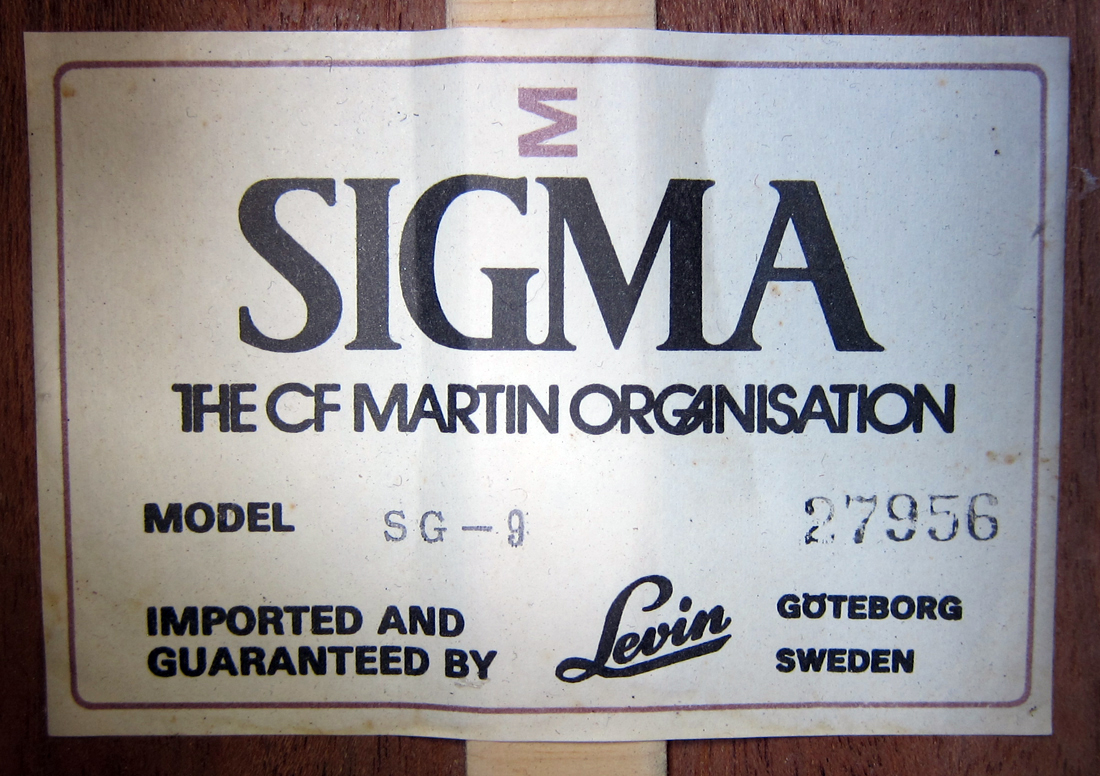 M
SIGMA
THE CF MARTIN ORGANISATION
MODEL SG-9 27956
IMPORTED AND GUARANTEED BY
Levin
GÖTEBORG
SWEDEN